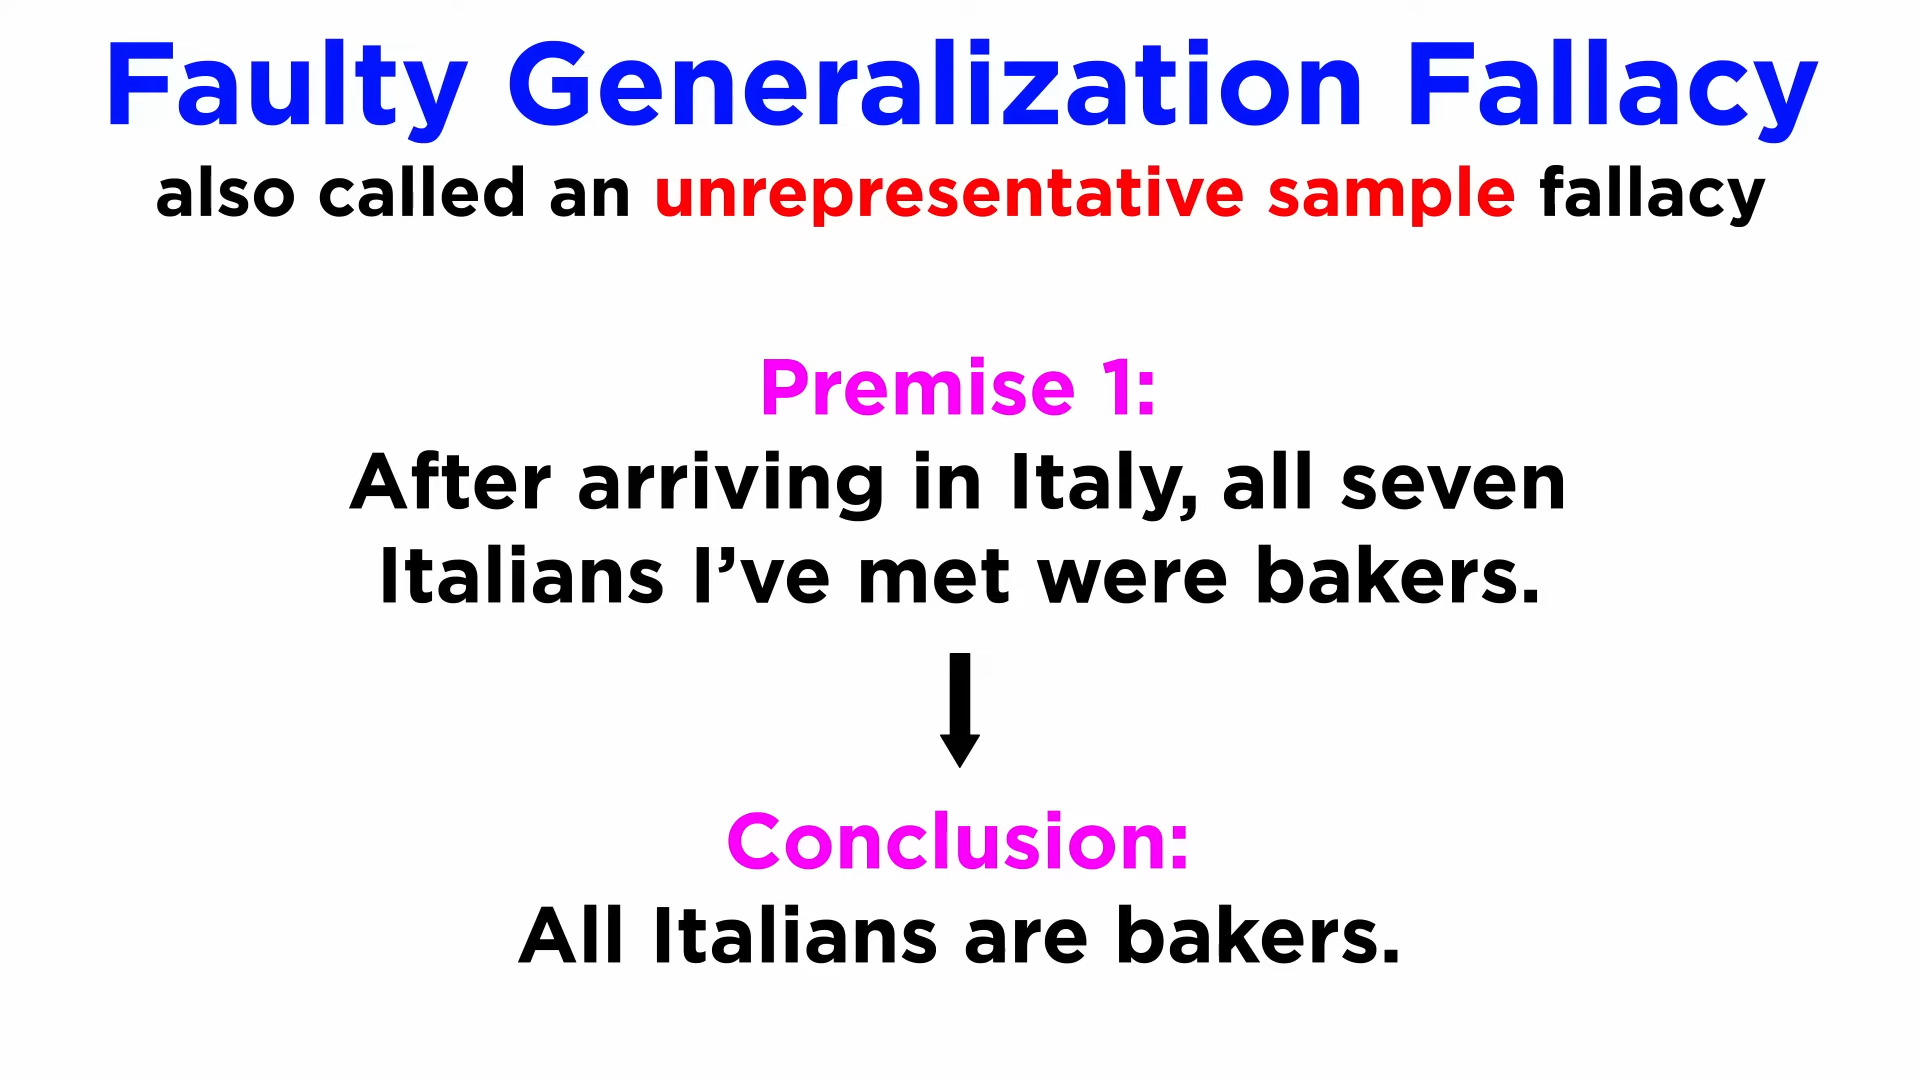 Faulty Generalization Fallacy
also called an unrepresentative sample fallacy
Premise 1:
After arriving in Italy, all seven
Italians I’ve met were bakers.
Conclusion:
All Italians are bakers.